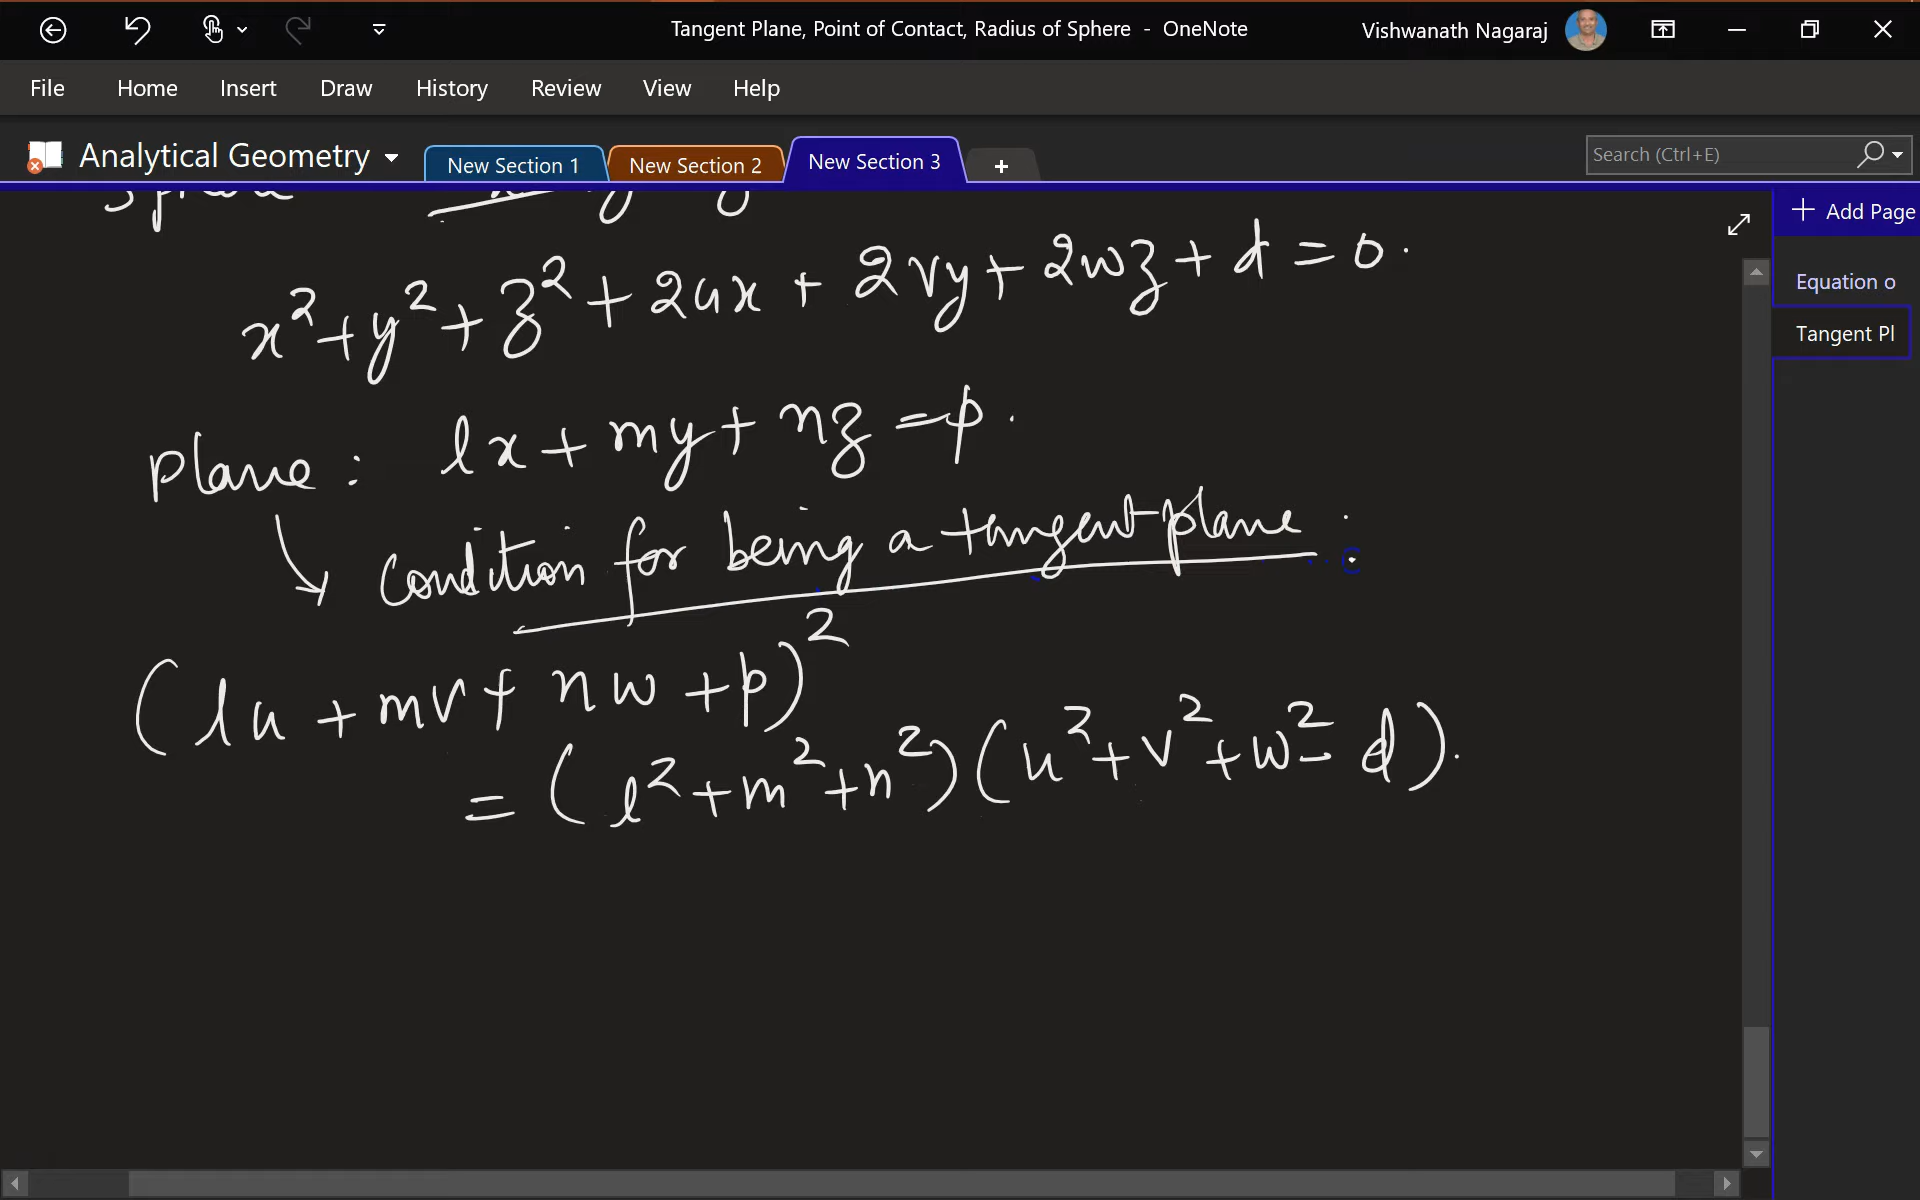 Tangent Plane, Point of Contact, Radius of Sphere - OneNote
Vishwanath Nagaraj
File Home Insert Draw History Review View Help
Analytical Geometry
New Section 1 New Section 2 New Section 3 +
Search (Ctrl+E)
+ Add Page
Equation o
Tangent Pl
x²+y²+z²+2ux+2vy+2wz+d=0.
Plane: lx+my+nz=p.
Condition for being a tangent plane.
(lu+mv+nw+p)²
=(l²+m²+n²)(u²+v²+w²-d).